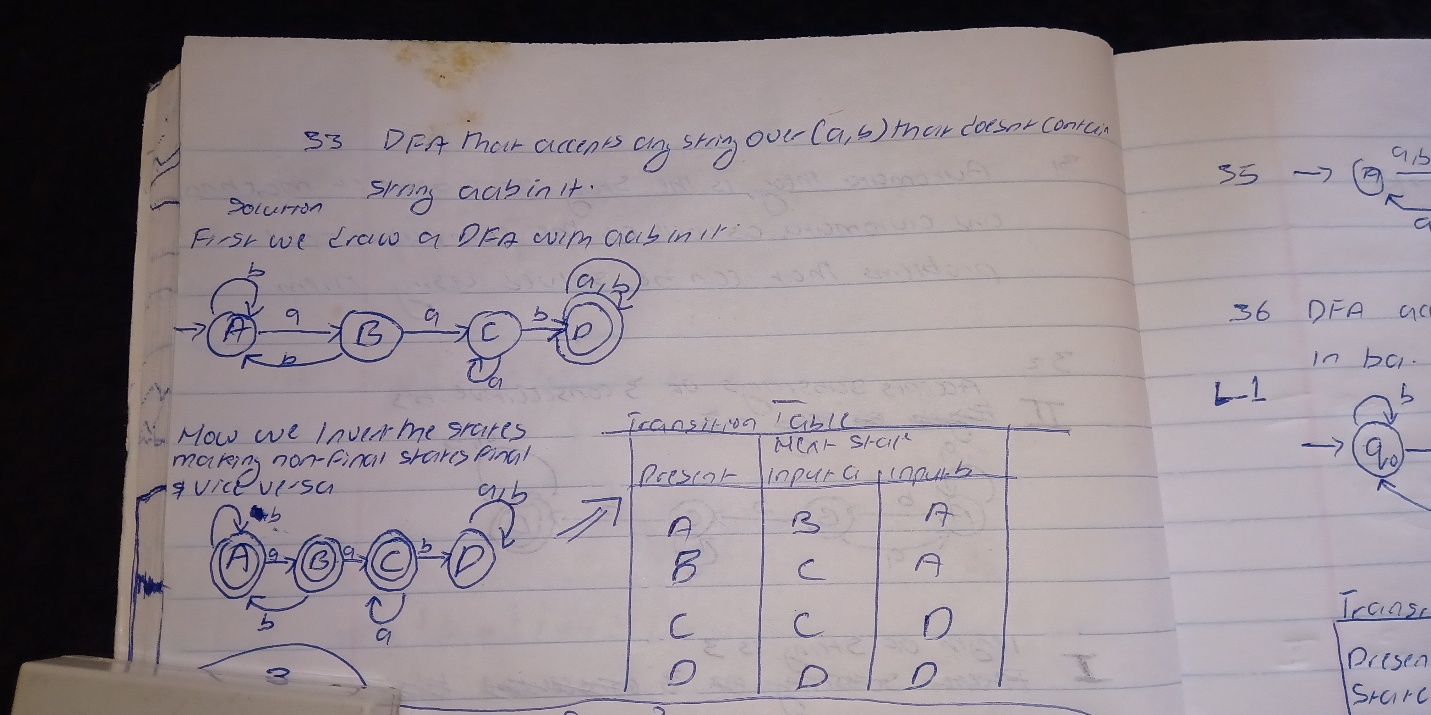 33 DFA that accepts any string over (a,b) that doesnt contain
string aab in it.
Solution
First we draw a DFA with aab in it:
b a a b a,b
A B C D
b a
Now we Invert the states
making non-final states final
& vice versa
b a a b a,b
A B C D
b a
3
Transition Table
Next State
Present Input a Input b
A B A
B C A
C C D
D D D
I
35 a,b
a
36 DFA
in ba.
L-1
b
q0
Presen
State